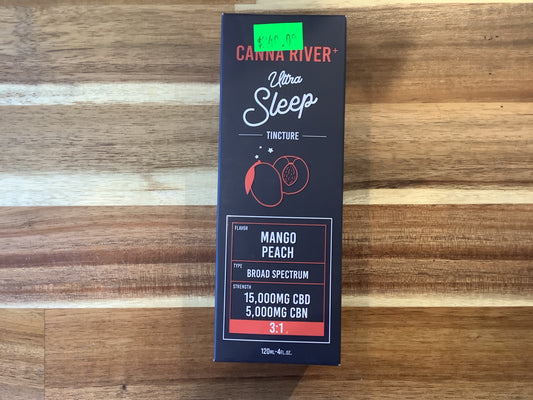 CANNA RIVER+
Ultra
Sleep
TINCTURE
FLAVOR
MANGO
PEACH
TYPE
BROAD SPECTRUM
STRENGTH
15,000MG CBD
5,000MG CBN
3:1
120ML-4FL.OZ.